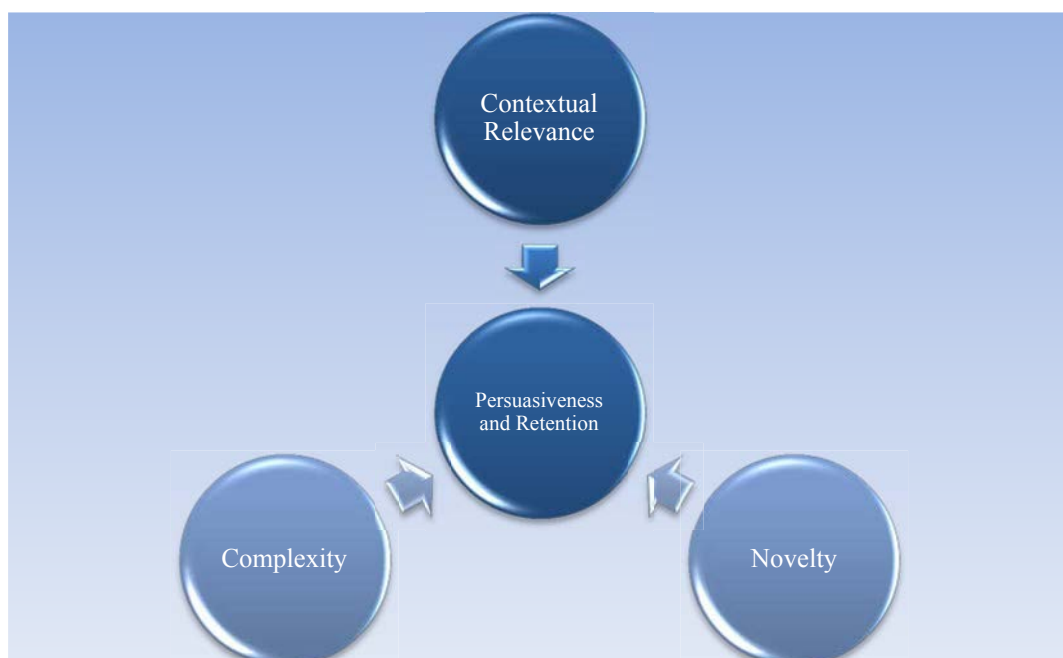 Contextual
Relevance
Persuasiveness
and Retention
Complexity
Novelty